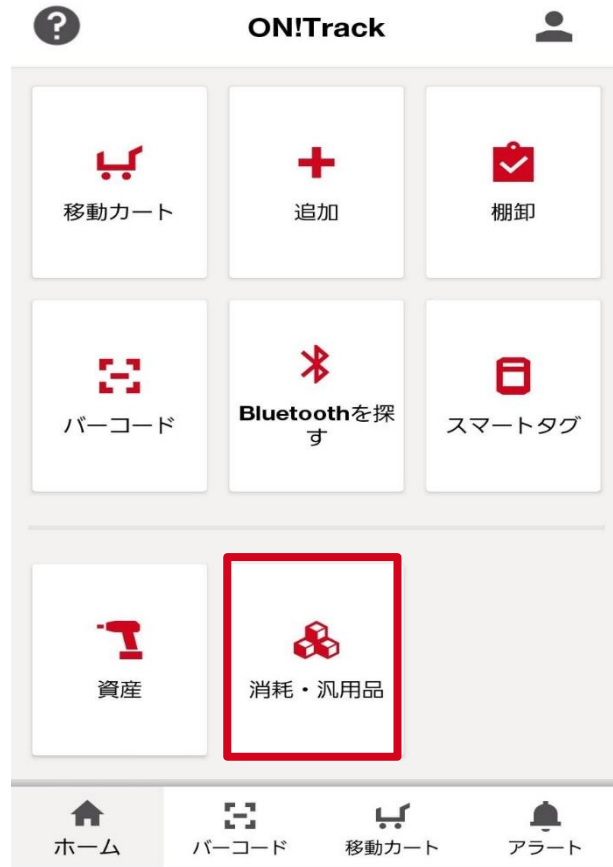 ON!Track
移動カート
追加
棚卸
バーコード
Bluetoothを探
す
スマートタグ
資産
消耗・汎用品
ホーム
バーコード
移動カート
アラート